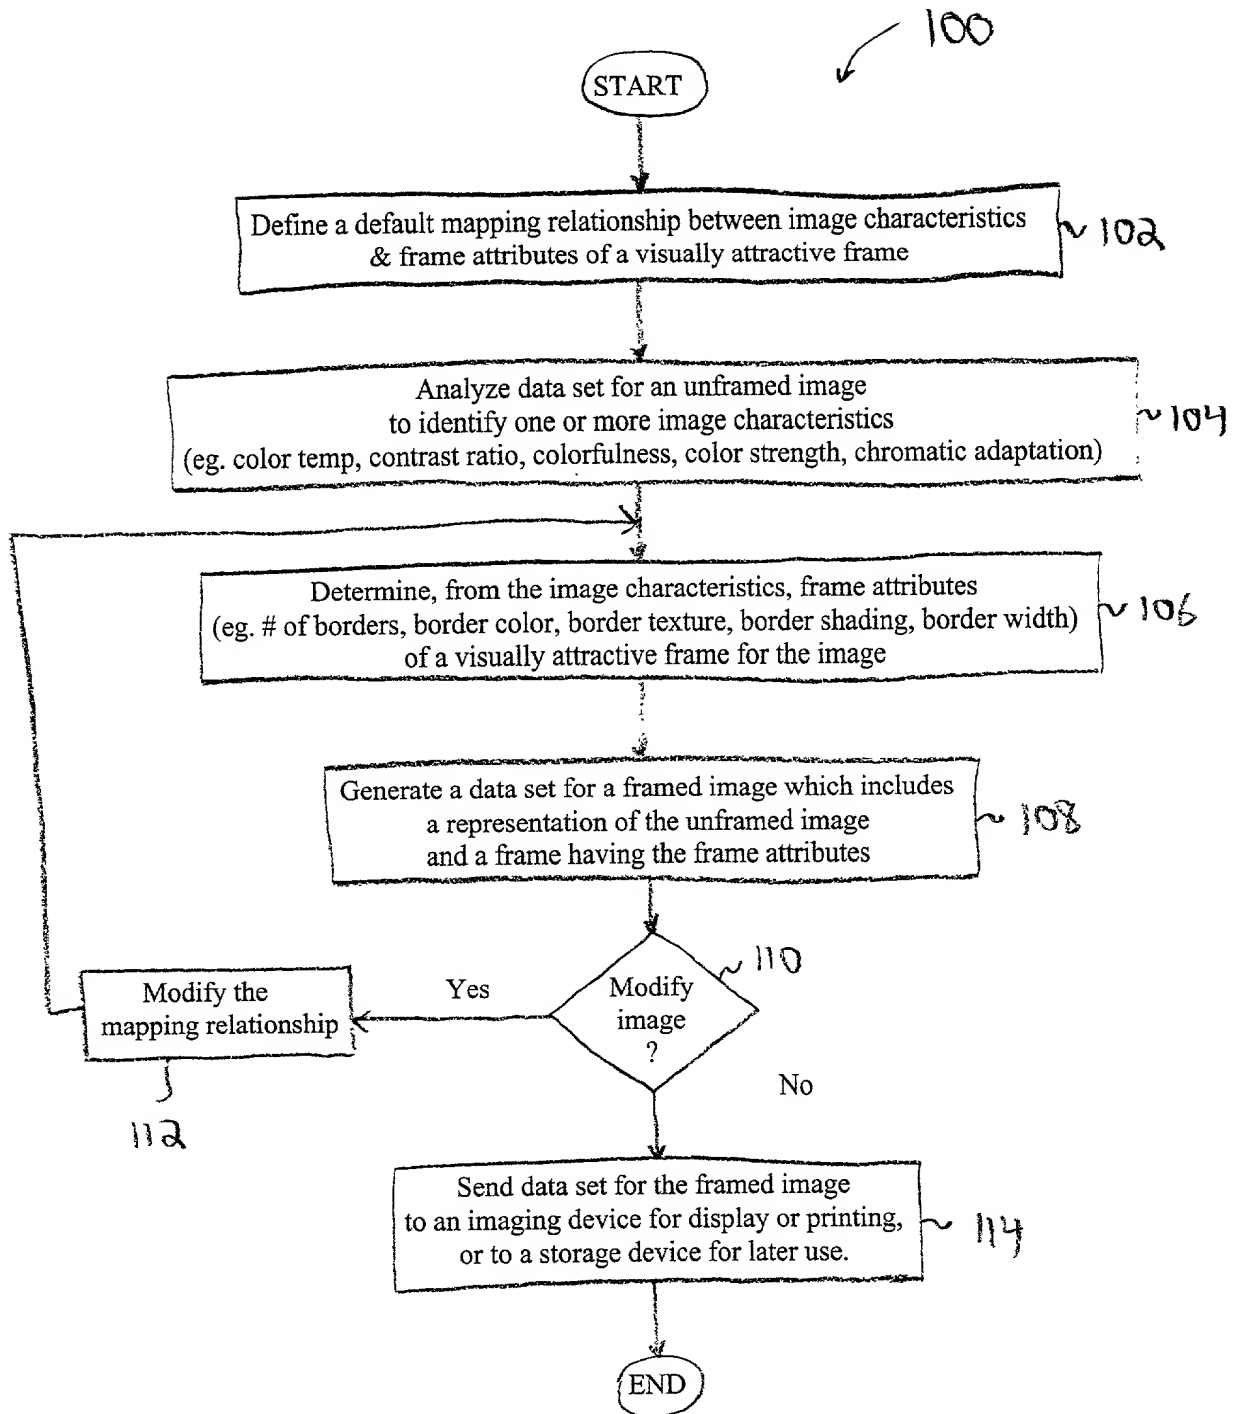 100
START
Define a default mapping relationship between image characteristics
& frame attributes of a visually attractive frame
102
Analyze data set for an unframed image
to identify one or more image characteristics
(eg. color temp, contrast ratio, colorfulness, color strength, chromatic adaptation)
104
Determine, from the image characteristics, frame attributes
(eg. # of borders, border color, border texture, border shading, border width)
of a visually attractive frame for the image
106
Generate a data set for a framed image which includes
a representation of the unframed image
and a frame having the frame attributes
108
Modify
image
?
110
Yes
Modify the
mapping relationship
112
No
Send data set for the framed image
to an imaging device for display or printing,
or to a storage device for later use.
114
END